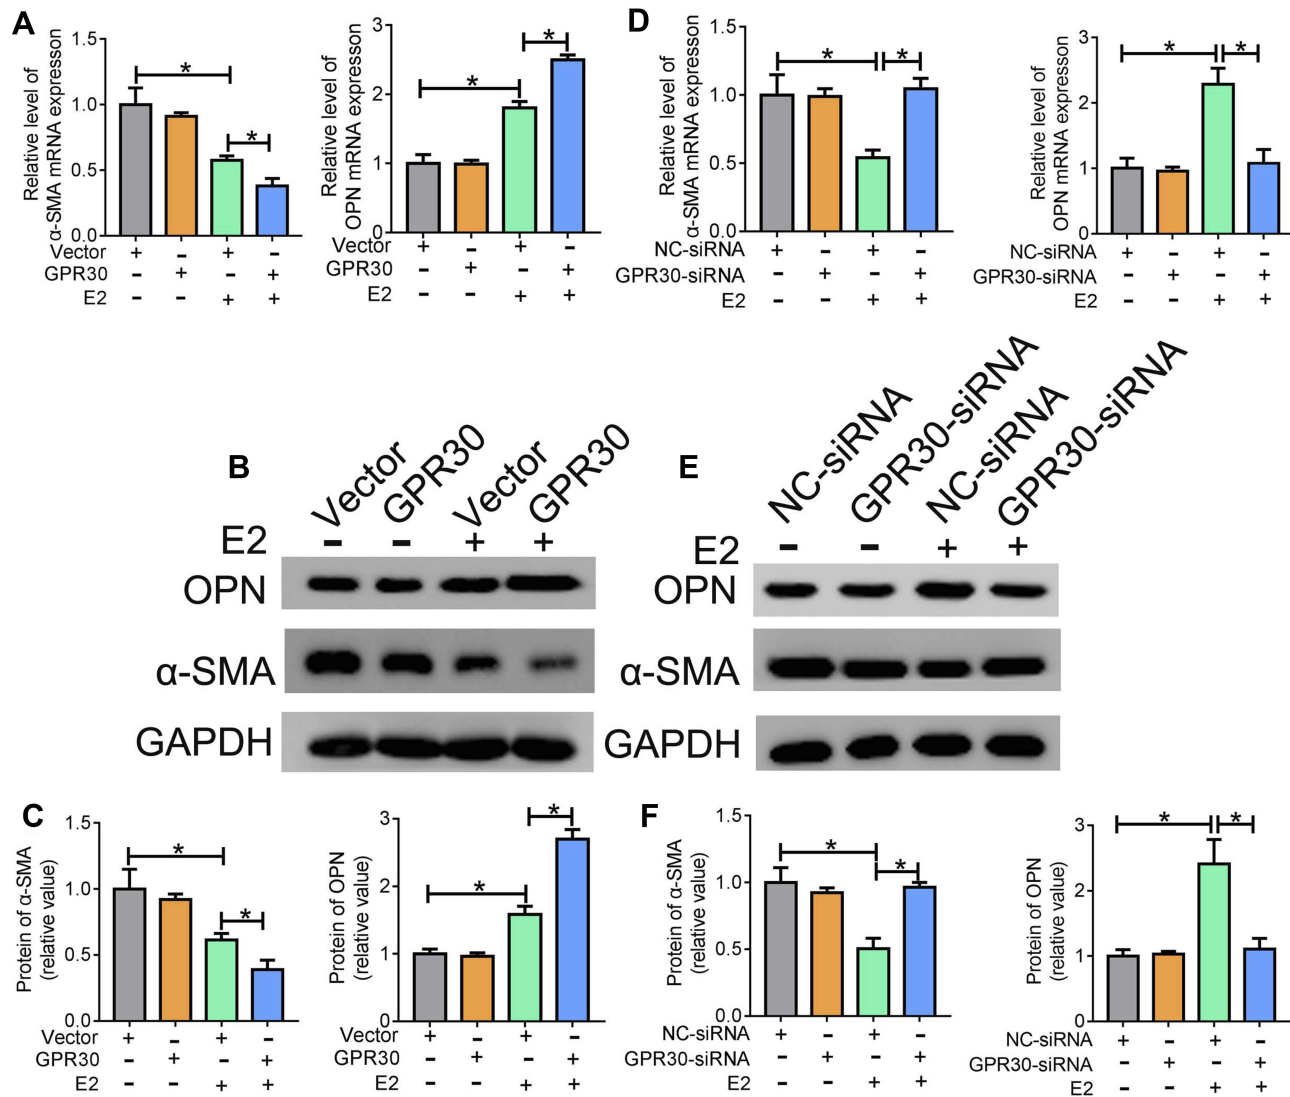 A
Relative level of
α-SMA mRNA expresson
1.5
1.0
0.5
0.0
*
*
Vector + - + -
GPR30 - + - +
E2 - - + +
Relative level of
OPN mRNA expresson
3
2
1
0
*
*
Vector + - + -
GPR30 - + - +
E2 - - + +
D
Relative level of
α-SMA mRNA expresson
1.5
1.0
0.5
0.0
*
*
NC-siRNA + - + -
GPR30-siRNA - + - +
E2 - - + +
Relative level of
OPN mRNA expresson
3
2
1
0
*
*
NC-siRNA + - + -
GPR30-siRNA - + - +
E2 - - + +
B
Vector GPR30 Vector GPR30
E2 - - + +
OPN
α-SMA
GAPDH
E
NC-siRNA GPR30-siRNA NC-siRNA GPR30-siRNA
E2 - - + +
OPN
α-SMA
GAPDH
C
Protein of α-SMA
(relative value)
1.5
1.0
0.5
0.0
*
*
Vector + - + -
GPR30 - + - +
E2 - - + +
Protein of OPN
(relative value)
3
2
1
0
*
*
Vector + - + -
GPR30 - + - +
E2 - - + +
F
Protein of α-SMA
(relative value)
1.5
1.0
0.5
0.0
*
*
NC-siRNA + - + -
GPR30-siRNA - + - +
E2 - - + +
Protein of OPN
(relative value)
3
2
1
0
*
*
NC-siRNA + - + -
GPR30-siRNA - + - +
E2 - - + +